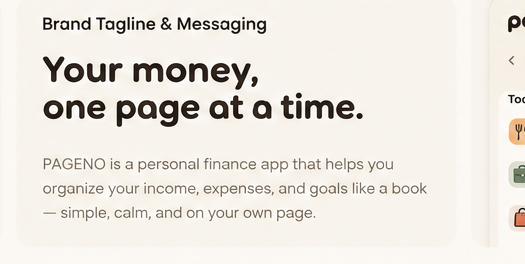 Brand Tagline & Messaging
Your money,
one page at a time.
PAGENO is a personal finance app that helps you
organize your income, expenses, and goals like a book
— simple, calm, and on your own page.